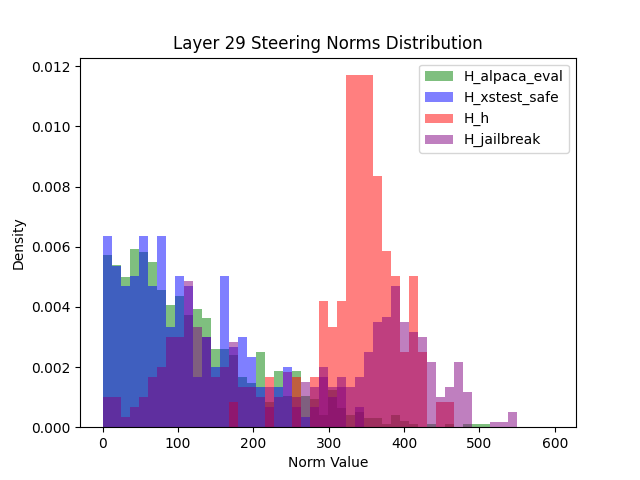 Layer 29 Steering Norms Distribution
H_alpaca_eval
H_xstest_safe
H_h
H_jailbreak
Density
0.012
0.010
0.008
0.006
0.004
0.002
0.000
0 100 200 300 400 500 600
Norm Value